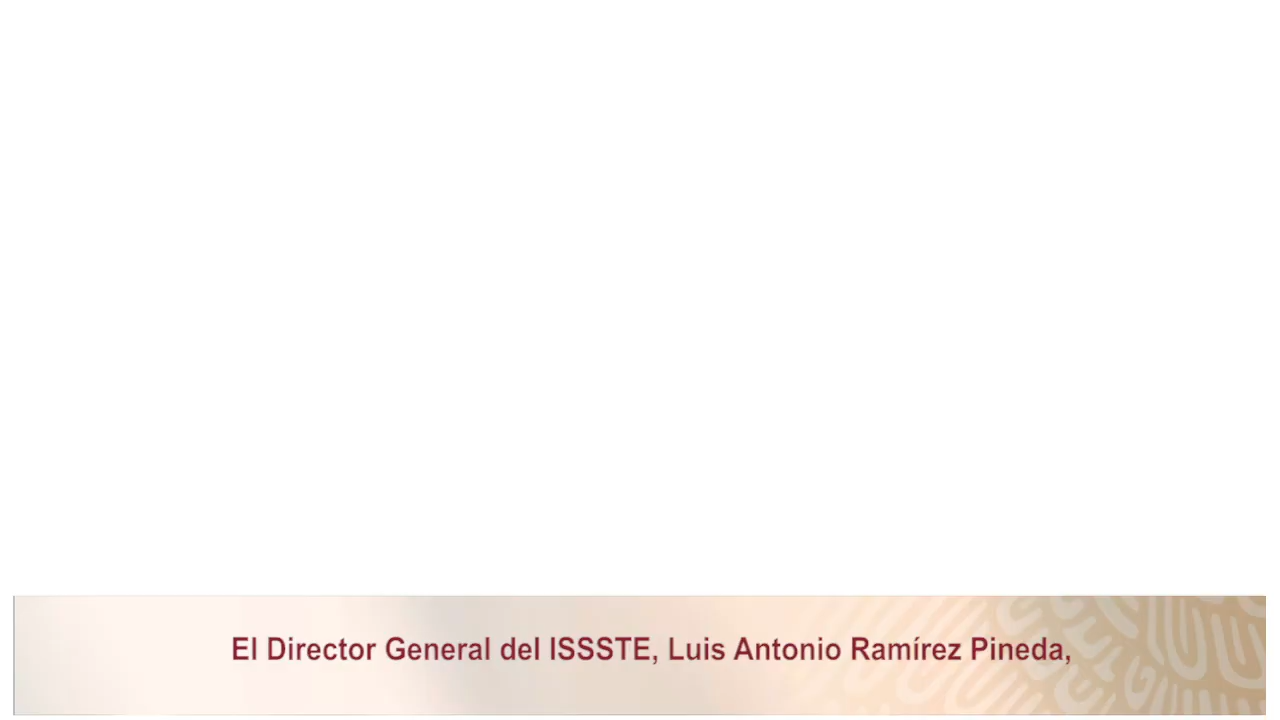 El Director General del ISSSTE, Luis Antonio Ramírez Pineda,